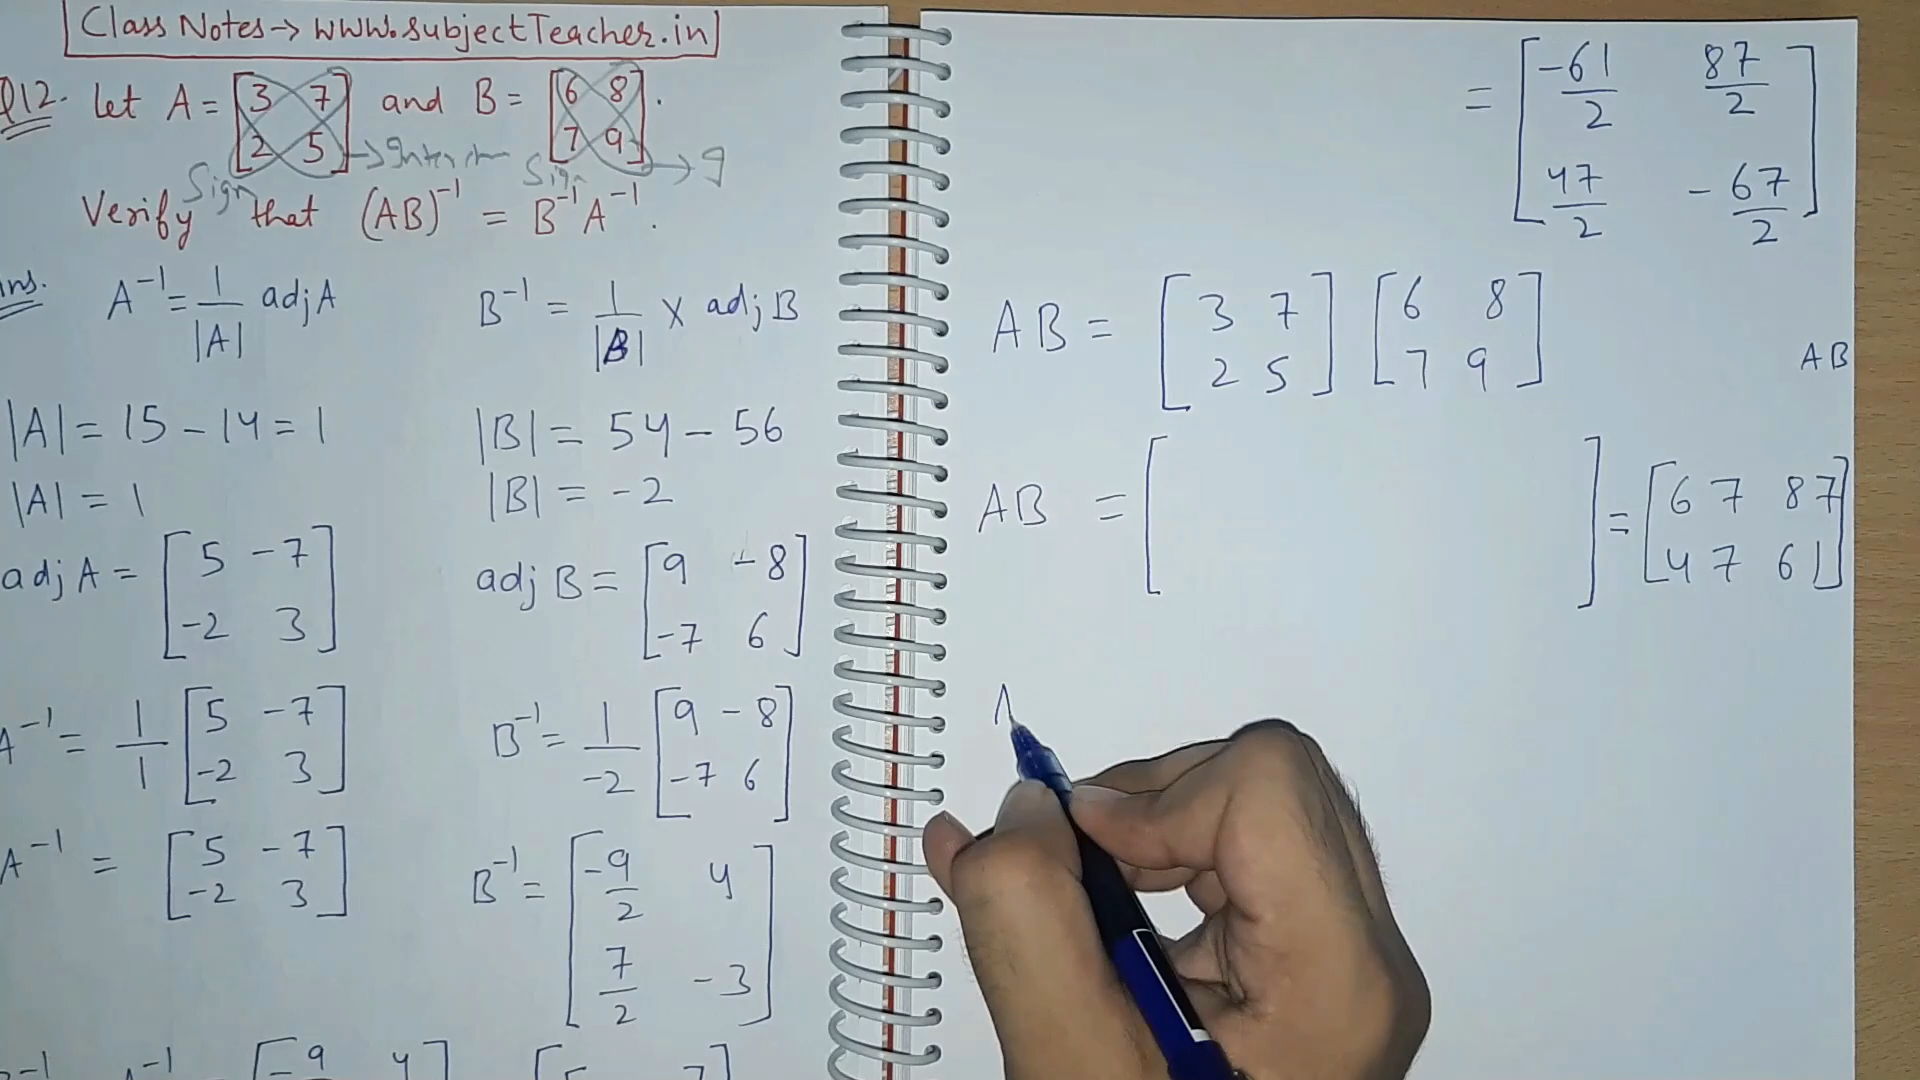 Class Notes → www.subjectTeacher.in
Q12. Let A = [3 7 and B = [6 8
2 5] 7 9].
Sign Sign → I
Verify that (AB)⁻¹ = B⁻¹A⁻¹.
Ans. A⁻¹ = 1/|A| adj A B⁻¹ = 1/|B| × adj B
|A| = 15 - 14 = 1 |B| = 54 - 56
|A| = 1 |B| = -2
adj A = [5 -7 adj B = [9 -8
-2 3] -7 6]
A⁻¹ = 1/1 [5 -7 B⁻¹ = 1/-2 [9 -8
-2 3] -7 6]
A⁻¹ = [5 -7 B⁻¹ = [-9/2 4
-2 3] 7/2 -3]
= [-61/2 87/2
47/2 -67/2]
AB = [3 7 [6 8
2 5] 7 9]
AB
AB = [ ] = [67 87
47 61]